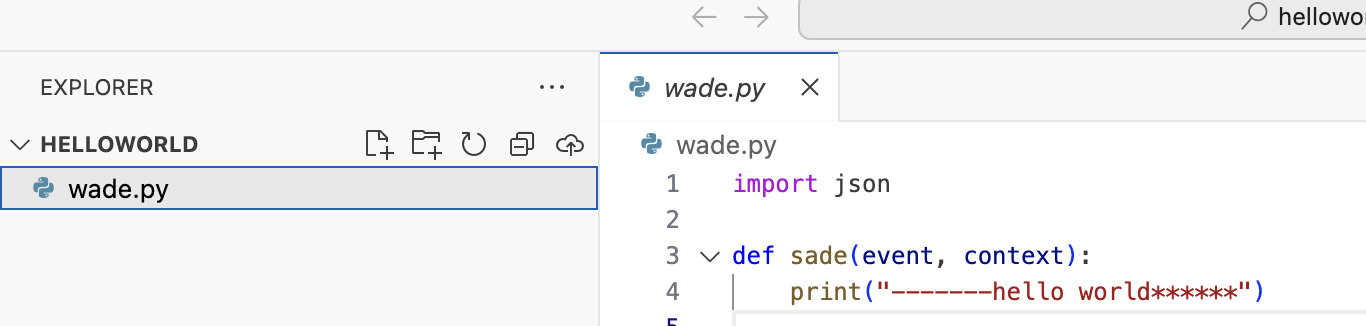 hellowo
EXPLORER
HELLOWORLD
wade.py
wade.py
wade.py
1 import json
2
3 def sade(event, context):
4 print("-------hello world******")
5